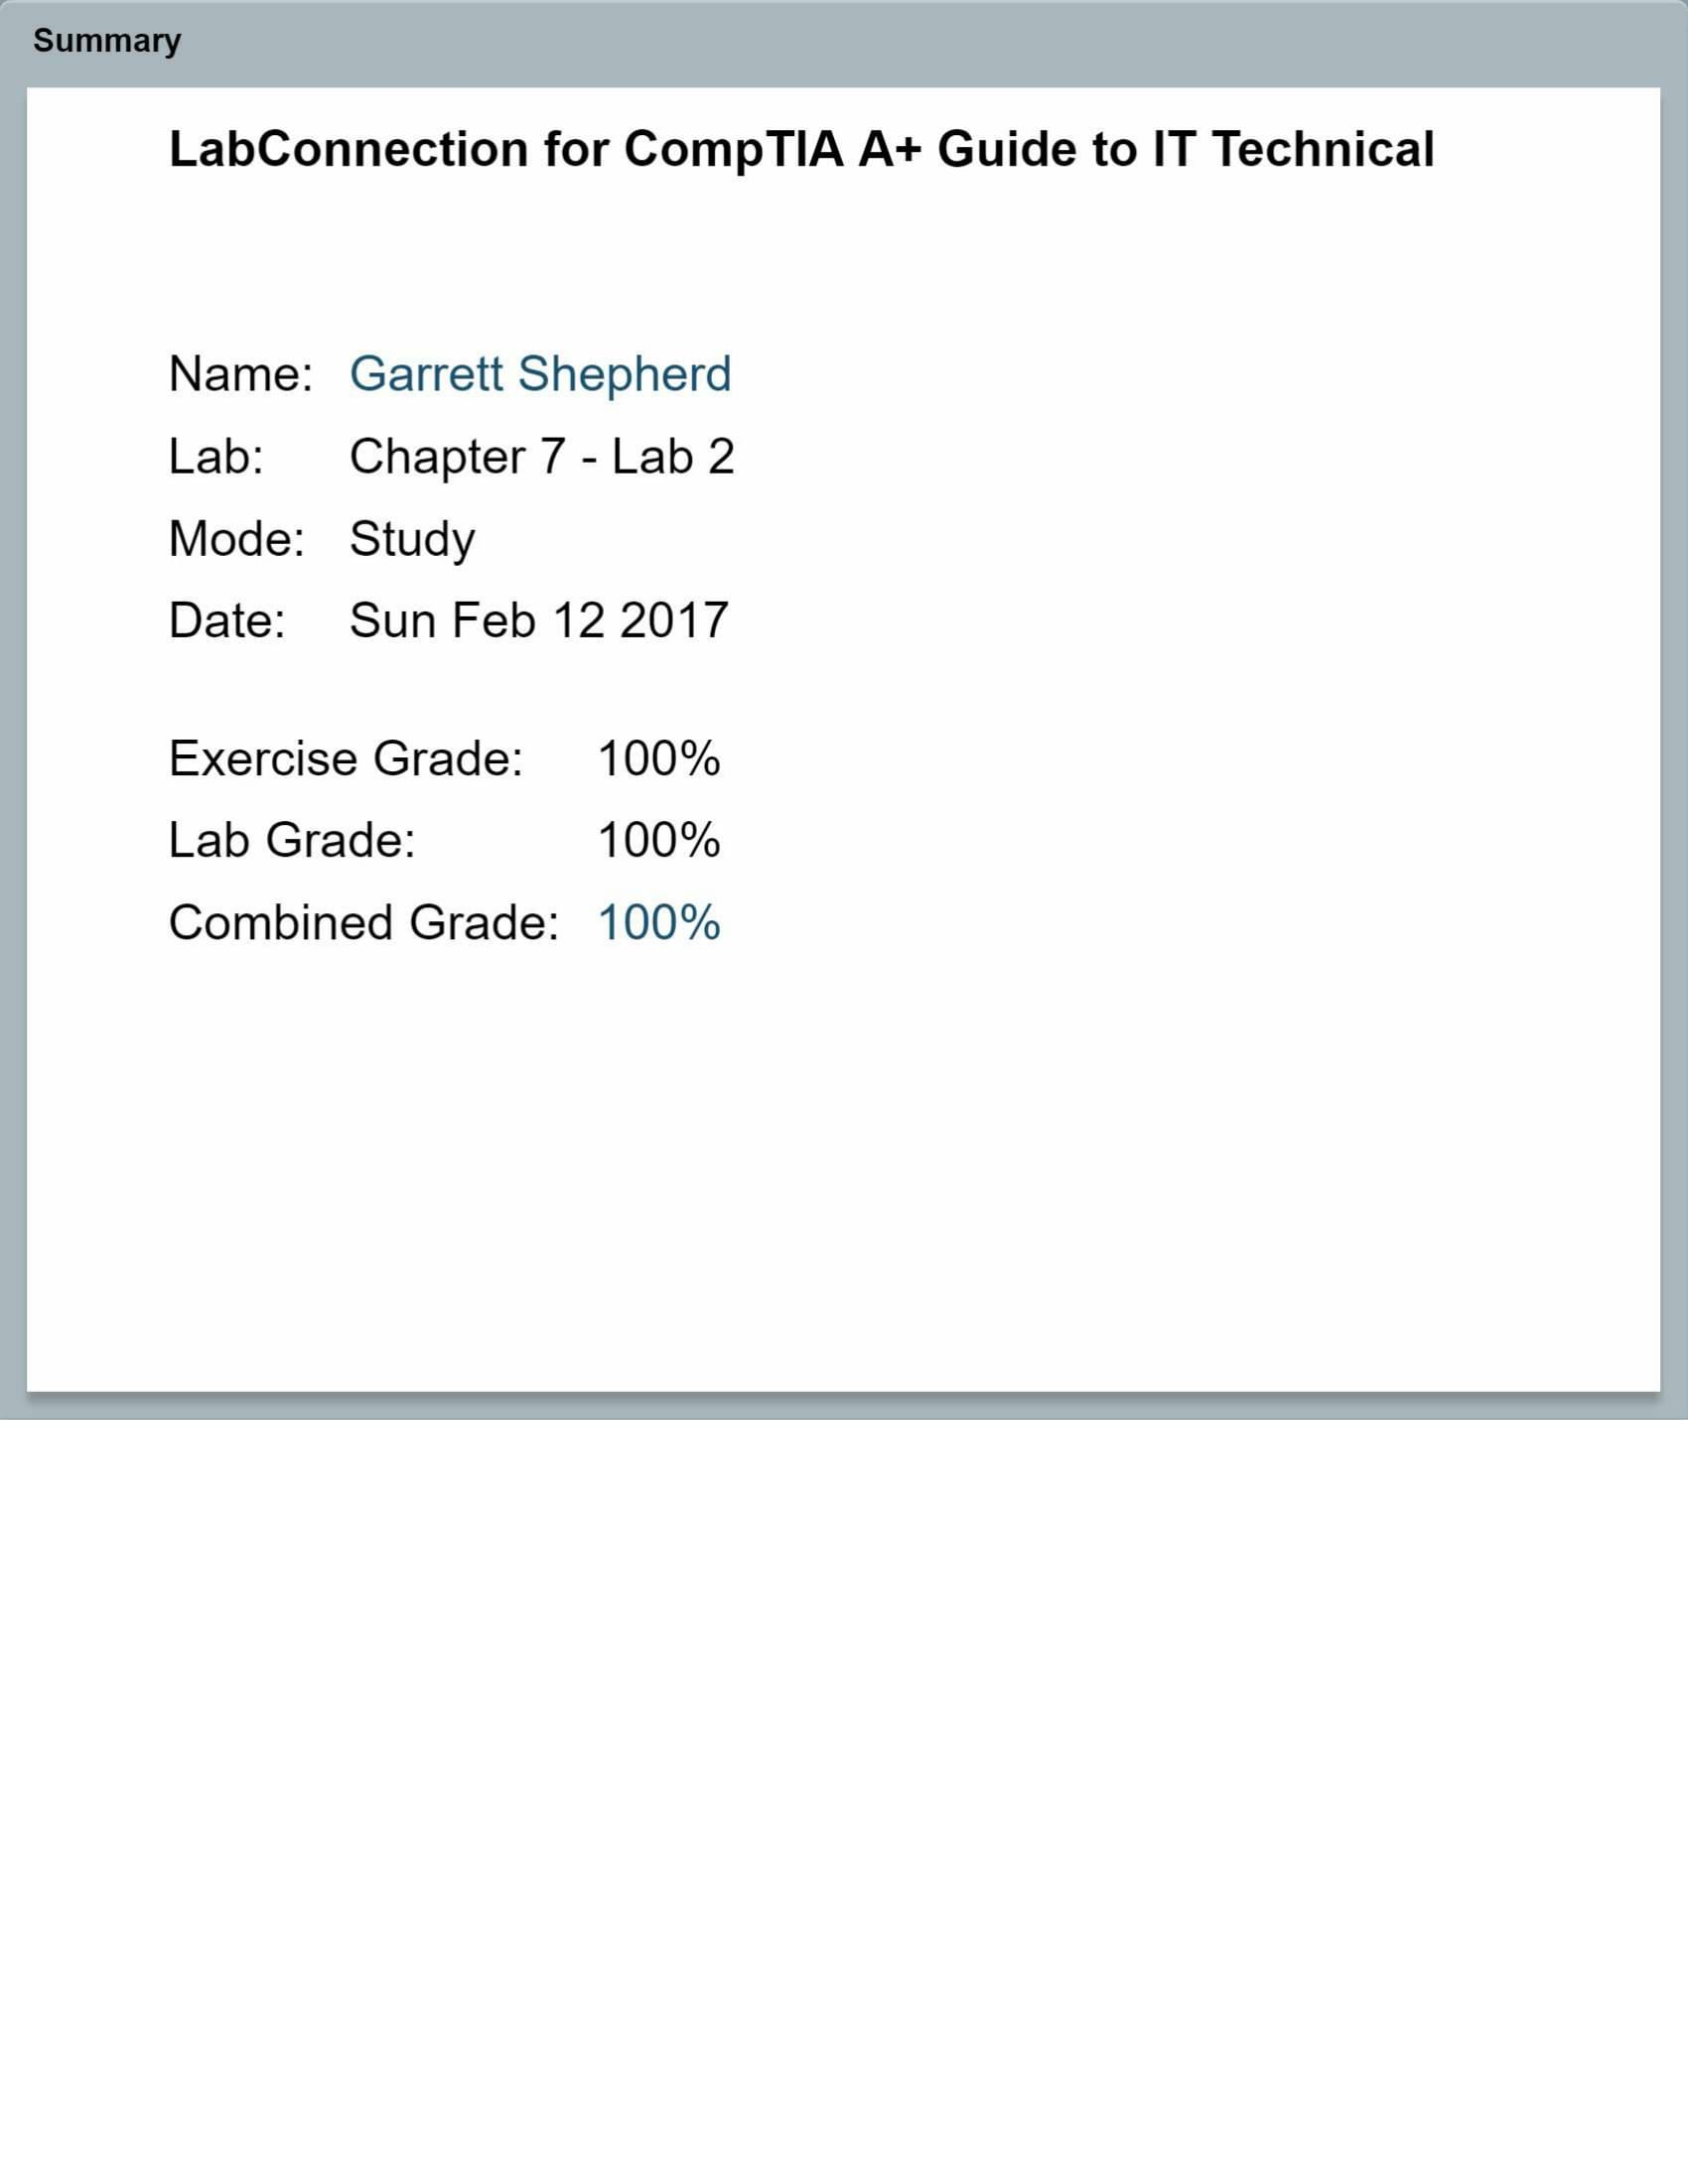 Summary
LabConnection for CompTIA A+ Guide to IT Technical
Name: Garrett Shepherd
Lab: Chapter 7 - Lab 2
Mode: Study
Date: Sun Feb 12 2017
Exercise Grade: 100%
Lab Grade: 100%
Combined Grade: 100%